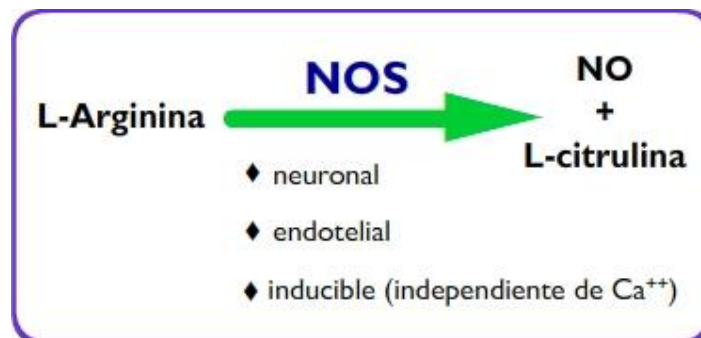 NOS
L-Arginina
NO
+
L-citrulina
♦ neuronal
♦ endotelial
♦ inducible (independiente de Ca⁺⁺)